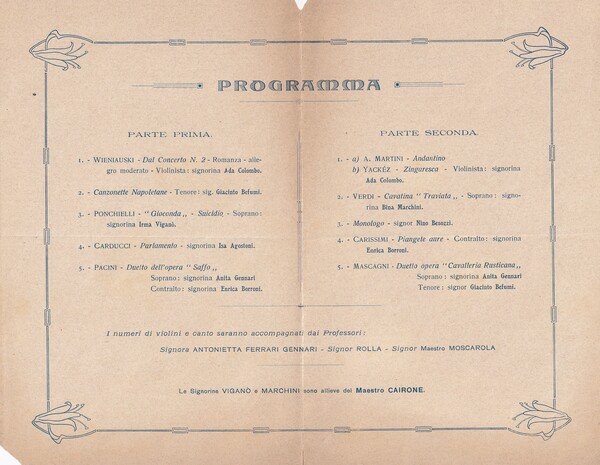 PROGRAMMA
PARTE PRIMA.
1. - WIENIAUSKI - Dal Concerto N. 2 - Romanza - alle-
gro moderato - Violinista: signorina Ada Colombo.
2. - Canzonette Napoletane - Tenore: sig. Giacinto Befumi.
3. - PONCHIELLI - “ Gioconda „ - Suicidio - Soprano:
signorina Irma Viganò.
4. - CARDUCCI - Parlamento - signorina Isa Agostoni.
5. - PACINI - Duetto dell'opera “ Saffo „
Soprano: signorina Anita Gennari
Contralto: signorina Enrica Borroni.
PARTE SECONDA.
1. - a) A. MARTINI - Andantino
b) YACKÉZ - Zingaresca - Violinista: signorina
Ada Colombo.
2. - VERDI - Cavatina “ Traviata „ - Soprano: signo-
rina Bina Marchini.
3. - Monologo - signor Nino Besozzi.
4. - CARISSIMI - Piangete aure - Contralto: signorina
Enrica Borroni.
5. - MASCAGNI - Duetto opera “ Cavalleria Rusticana „
Soprano: signorina Anita Gennari
Tenore: signor Giacinto Befumi.
I numeri di violini e canto saranno accompagnati dai Professori:
Signora ANTONIETTA FERRARI GENNARI - Signor ROLLA - Signor Maestro MOSCAROLA
Le Signorine VIGANÒ e MARCHINI sono allieve del Maestro CAIRONE.